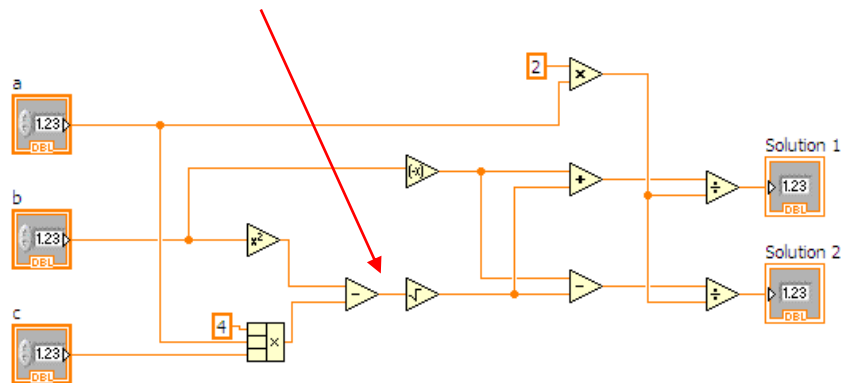 a
1.23
DBL
b
1.23
DBL
c
1.23
DBL
4
x²
x
-
√
(-x)
2
x
+
-
÷
÷
Solution 1
1.23
DBL
Solution 2
1.23
DBL